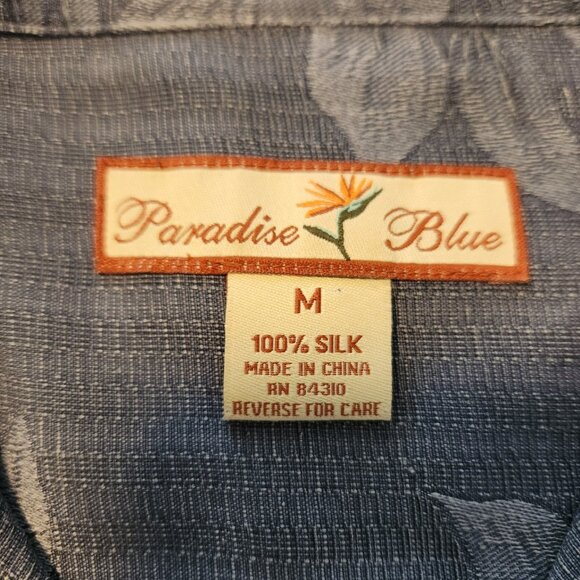 Paradise Blue
M
100% SILK
MADE IN CHINA
RN 84310
REVERSE FOR CARE